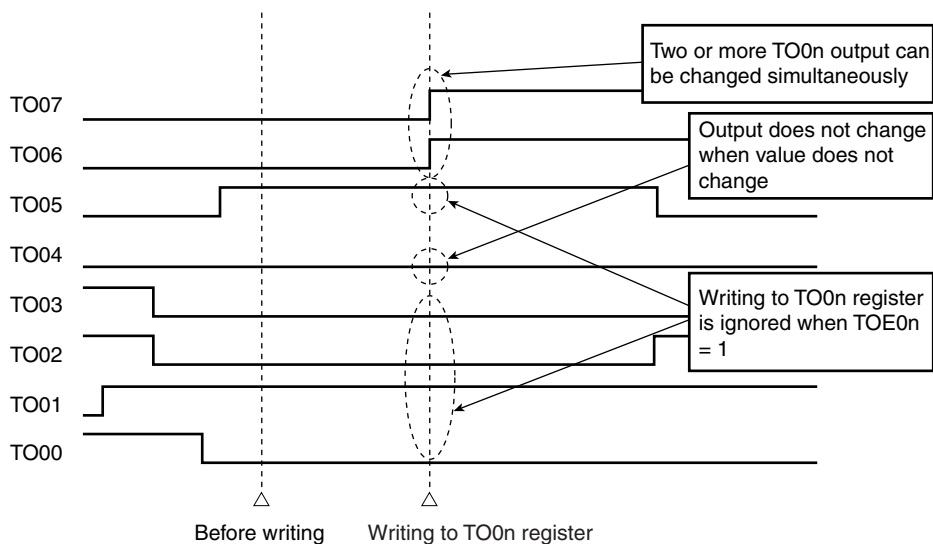 Two or more TO0n output can
be changed simultaneously
TO07
Output does not change
when value does not
change
TO06
TO05
TO04
Writing to TO0n register
is ignored when TOE0n
= 1
TO03
TO02
TO01
TO00
Before writing
Writing to TO0n register